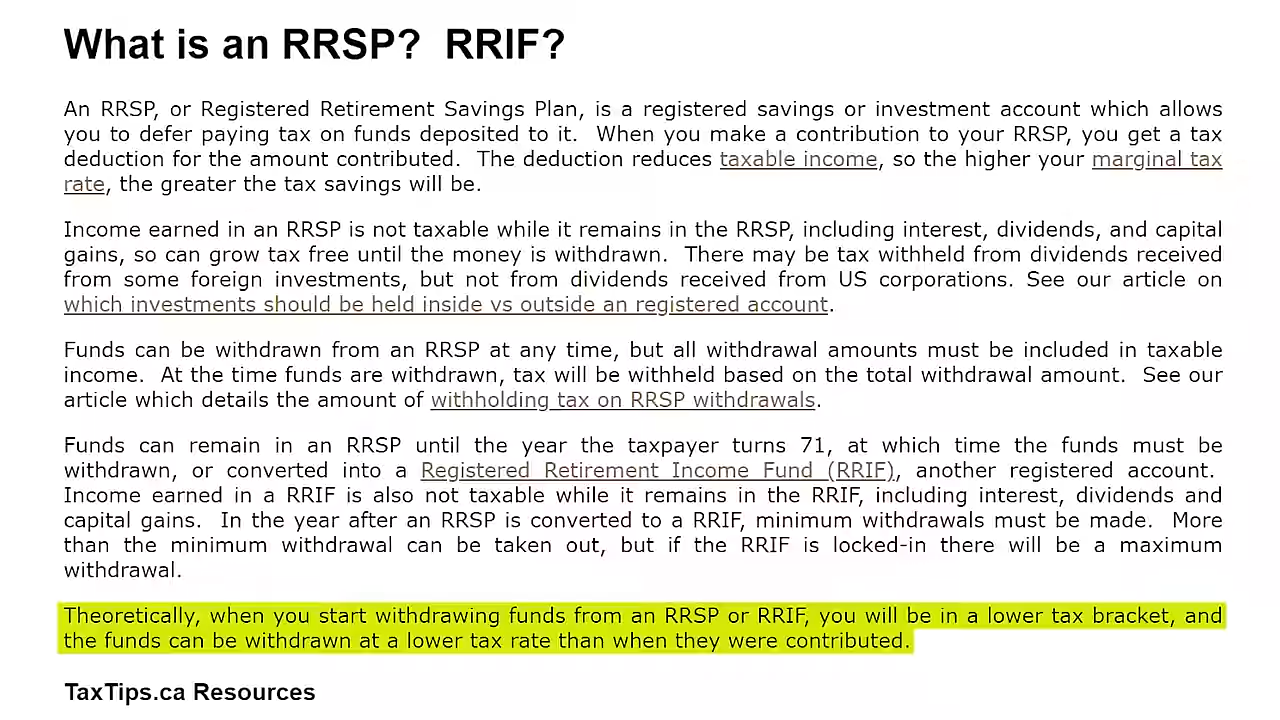 What is an RRSP?  RRIF?
An RRSP, or Registered Retirement Savings Plan, is a registered savings or investment account which allows
you to defer paying tax on funds deposited to it.  When you make a contribution to your RRSP, you get a tax
deduction for the amount contributed.  The deduction reduces taxable income, so the higher your marginal tax
rate, the greater the tax savings will be.
Income earned in an RRSP is not taxable while it remains in the RRSP, including interest, dividends, and capital
gains, so can grow tax free until the money is withdrawn.  There may be tax withheld from dividends received
from some foreign investments, but not from dividends received from US corporations. See our article on
which investments should be held inside vs outside an registered account.
Funds can be withdrawn from an RRSP at any time, but all withdrawal amounts must be included in taxable
income.  At the time funds are withdrawn, tax will be withheld based on the total withdrawal amount.  See our
article which details the amount of withholding tax on RRSP withdrawals.
Funds can remain in an RRSP until the year the taxpayer turns 71, at which time the funds must be
withdrawn, or converted into a Registered Retirement Income Fund (RRIF), another registered account.
Income earned in a RRIF is also not taxable while it remains in the RRIF, including interest, dividends and
capital gains.  In the year after an RRSP is converted to a RRIF, minimum withdrawals must be made.  More
than the minimum withdrawal can be taken out, but if the RRIF is locked-in there will be a maximum
withdrawal.
Theoretically, when you start withdrawing funds from an RRSP or RRIF, you will be in a lower tax bracket, and
the funds can be withdrawn at a lower tax rate than when they were contributed.
TaxTips.ca Resources